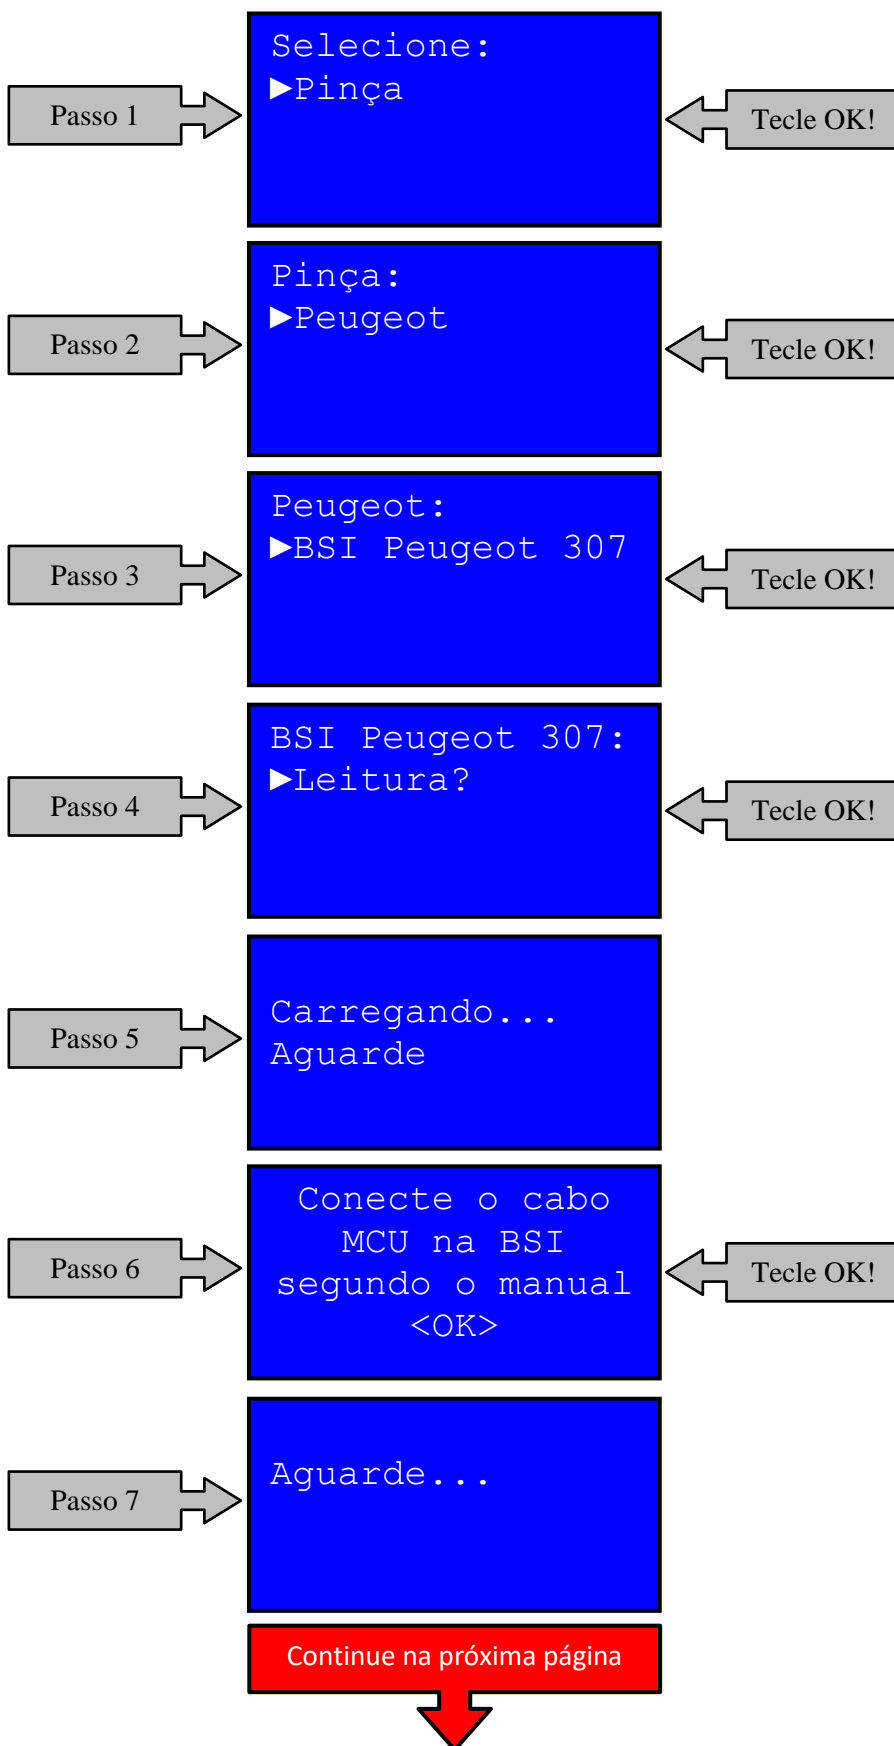 Selecione:
►Pinça
Passo 1
Tecle OK!
Pinça:
►Peugeot
Passo 2
Tecle OK!
Peugeot:
►BSI Peugeot 307
Passo 3
Tecle OK!
BSI Peugeot 307:
►Leitura?
Passo 4
Tecle OK!
Carregando...
Aguarde
Passo 5
Conecte o cabo
MCU na BSI
segundo o manual
<OK>
Passo 6
Tecle OK!
Aguarde...
Passo 7
Continue na próxima página